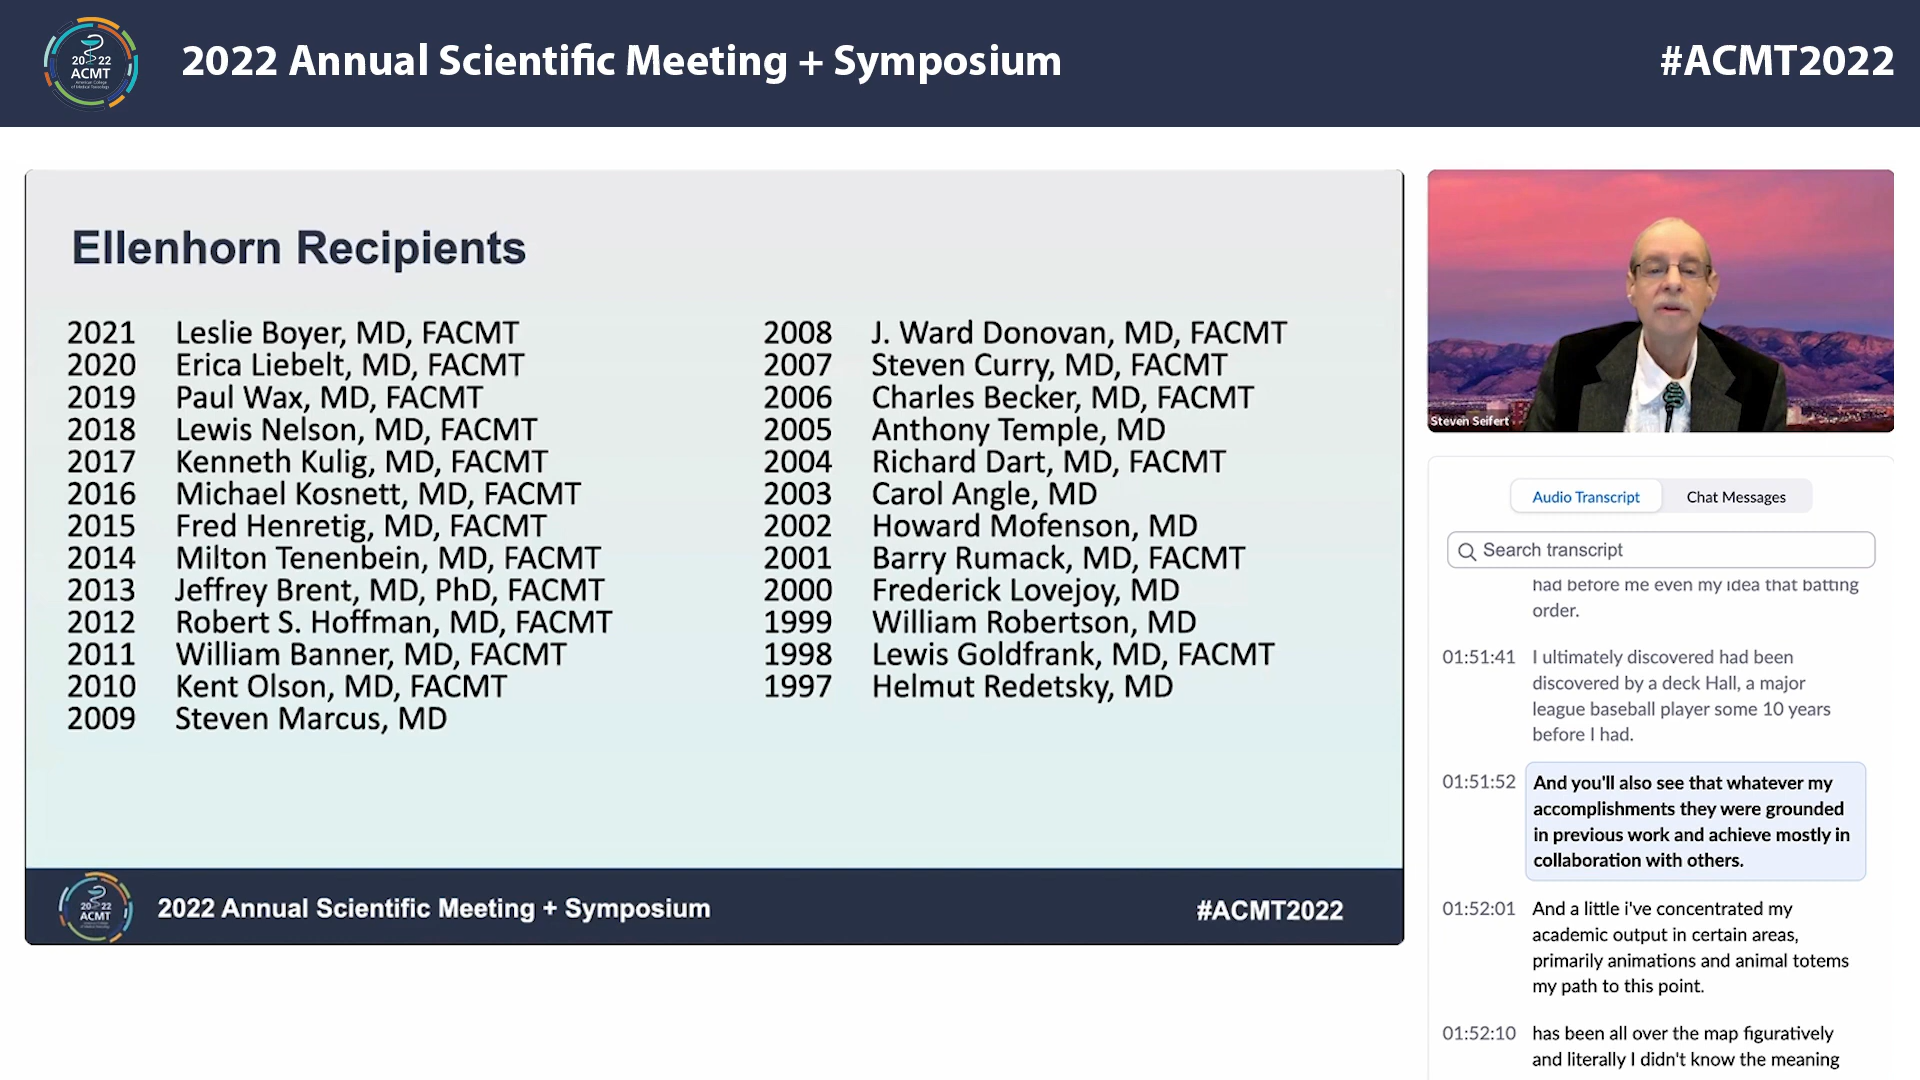 20 22
ACMT
American College
of Medical Toxicology
2022 Annual Scientific Meeting + Symposium
#ACMT2022
Ellenhorn Recipients
2021 Leslie Boyer, MD, FACMT
2020 Erica Liebelt, MD, FACMT
2019 Paul Wax, MD, FACMT
2018 Lewis Nelson, MD, FACMT
2017 Kenneth Kulig, MD, FACMT
2016 Michael Kosnett, MD, FACMT
2015 Fred Henretig, MD, FACMT
2014 Milton Tenenbein, MD, FACMT
2013 Jeffrey Brent, MD, PhD, FACMT
2012 Robert S. Hoffman, MD, FACMT
2011 William Banner, MD, FACMT
2010 Kent Olson, MD, FACMT
2009 Steven Marcus, MD
2008 J. Ward Donovan, MD, FACMT
2007 Steven Curry, MD, FACMT
2006 Charles Becker, MD, FACMT
2005 Anthony Temple, MD
2004 Richard Dart, MD, FACMT
2003 Carol Angle, MD
2002 Howard Mofenson, MD
2001 Barry Rumack, MD, FACMT
2000 Frederick Lovejoy, MD
1999 William Robertson, MD
1998 Lewis Goldfrank, MD, FACMT
1997 Helmut Redetsky, MD
20 22
ACMT
2022 Annual Scientific Meeting + Symposium
#ACMT2022
Steven Seifert
Audio Transcript
Chat Messages
Search transcript
had before me even my idea that batting
order.
01:51:41 I ultimately discovered had been
discovered by a deck Hall, a major
league baseball player some 10 years
before I had.
01:51:52 And you'll also see that whatever my
accomplishments they were grounded
in previous work and achieve mostly in
collaboration with others.
01:52:01 And a little i've concentrated my
academic output in certain areas,
primarily animations and animal totems
my path to this point.
01:52:10 has been all over the map figuratively
and literally I didn't know the meaning